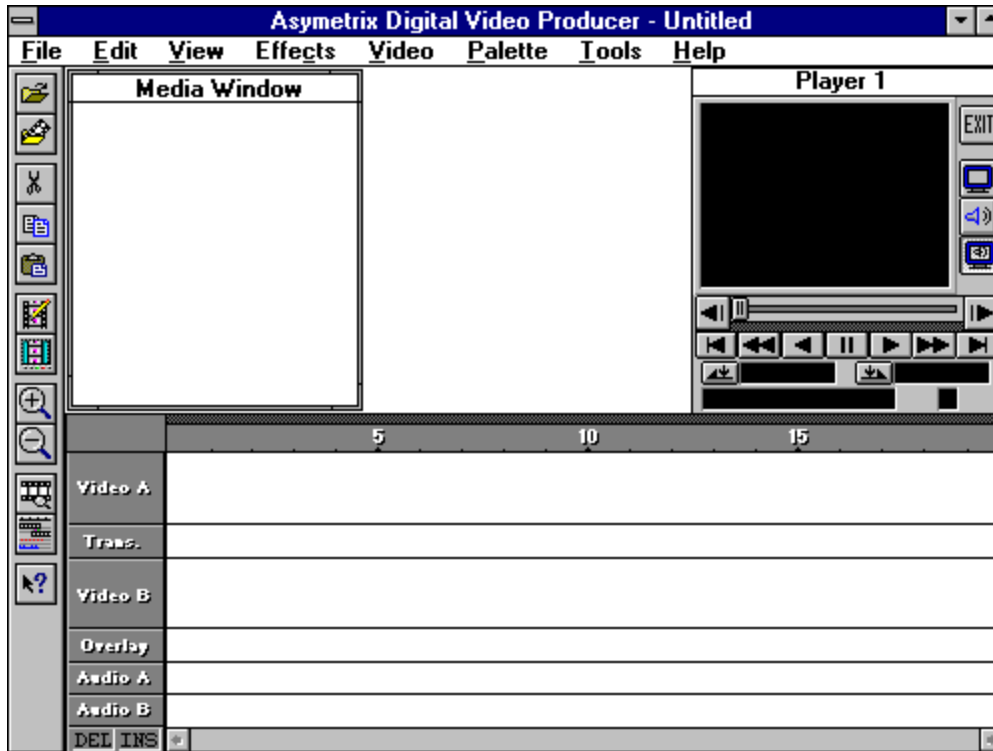 Asymetrix Digital Video Producer - Untitled
File Edit View Effects Video Palette Tools Help
Media Window
Player 1
EXIT
5 10 15
Video A
Trans.
Video B
Overlay
Audio A
Audio B
DEL INS